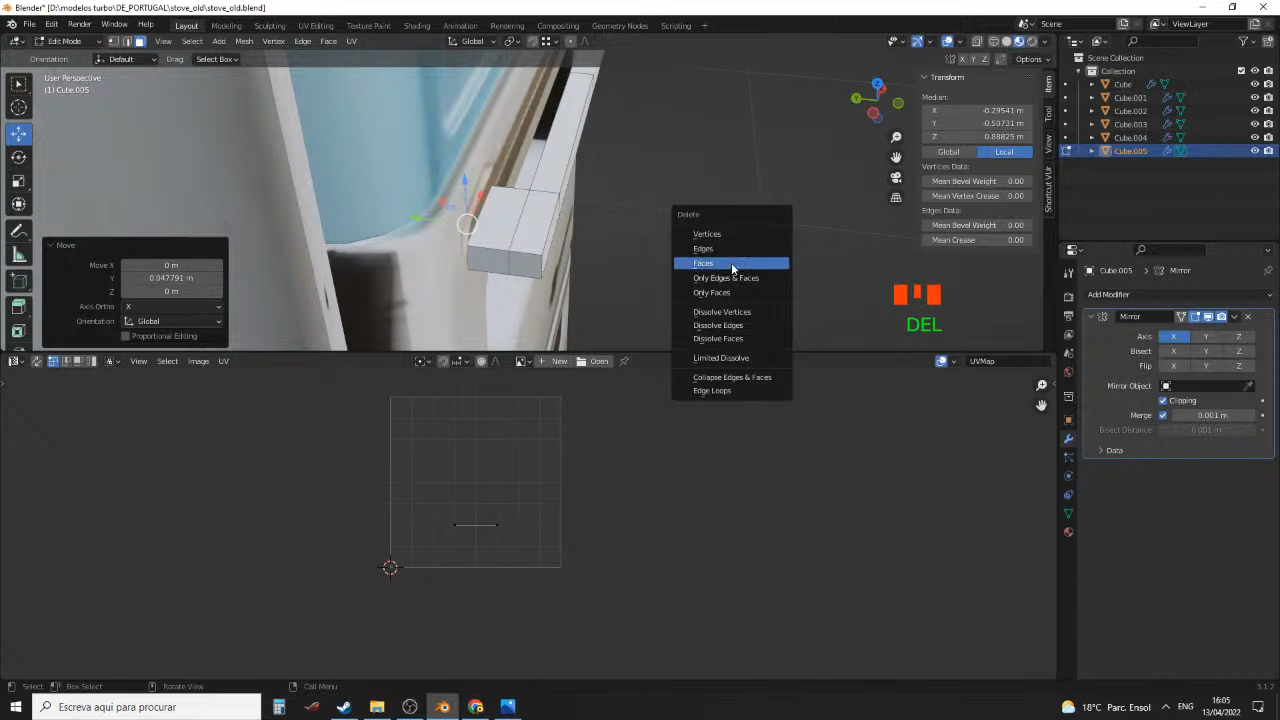 Blender* [D:\modelos turbo\DE_PORTUGAL\stove_old\stove_old.blend]
File Edit Render Window Help Layout Modeling Sculpting UV Editing Texture Paint Shading Animation Rendering Compositing Geometry Nodes Scripting Scene ViewLayer
Edit Mode View Select Add Mesh Vertex Edge Face UV Global
Orientation: Default Drag: Select Box X Y Z Options
User Perspective
(1) Cube.005
Z
Y
Transform
Median:
X -0.29541 m
Y -0.50731 m
Z 0.88825 m
Global Local
Vertices Data:
Mean Bevel Weight 0.00
Mean Vertex Crease 0.00
Edges Data:
Mean Bevel Weight 0.00
Mean Crease 0.00
Item
Tool
View
Shortcut VUr
Scene Collection
Collection
Cube
Cube.001
Cube.002
Cube.003
Cube.004
Cube.005
Delete
Vertices
Edges
Faces
Only Edges & Faces
Only Faces
Dissolve Vertices
Dissolve Edges
Dissolve Faces
Limited Dissolve
Collapse Edges & Faces
Edge Loops
DEL
Move
Move X 0 m
Y 0.047791 m
Z 0 m
Axis Ortho X
Orientation Global
Proportional Editing
Cube.005 Mirror
Add Modifier
Mirror
Axis X Y Z
Bisect X Y Z
Flip X Y Z
Mirror Object
Clipping
Merge 0.001 m
Bisect Distance 0.001 m
Data
View Select Image UV New Open UVMap
Select Box Select Rotate View Call Menu 3.1.2
Escreva aqui para procurar
18°C Parc. Ensol
16:05
13/04/2022